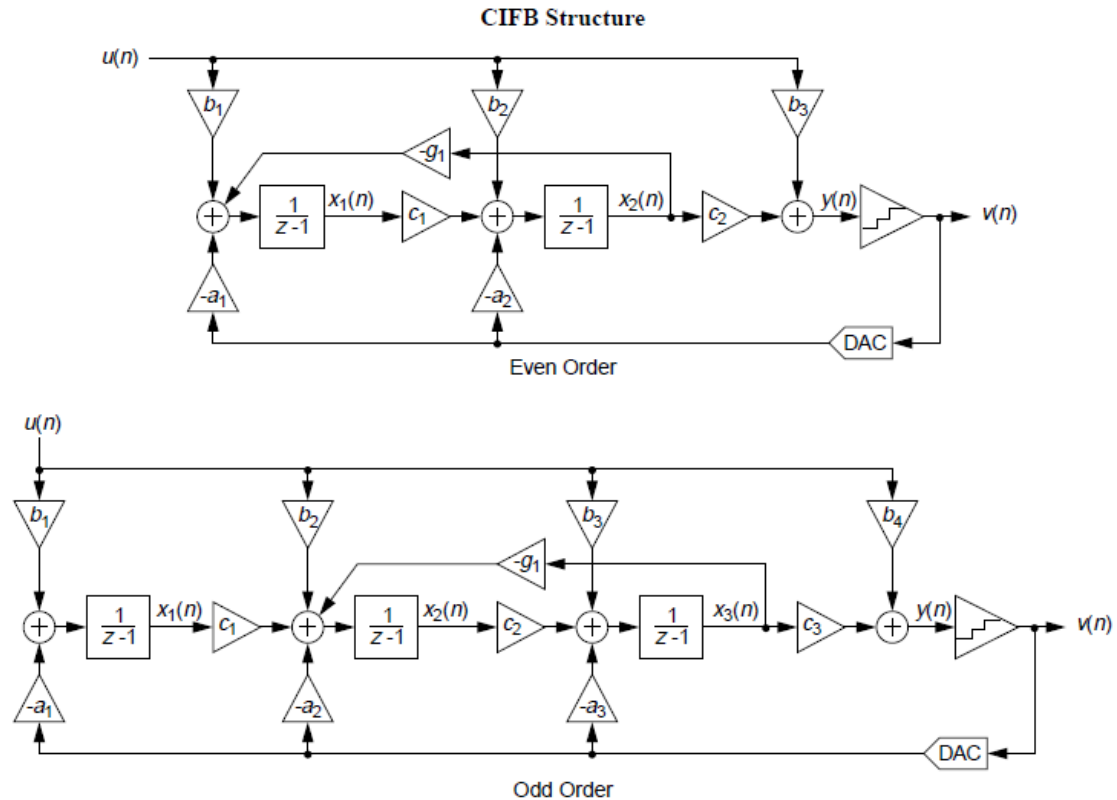 CIFB Structure
u(n)
b1 b2 b3
-g1
1/(z-1) x1(n) c1 1/(z-1) x2(n) c2 y(n) v(n)
-a1 -a2
DAC
Even Order
u(n)
b1 b2 b3 b4
-g1
1/(z-1) x1(n) c1 1/(z-1) x2(n) c2 1/(z-1) x3(n) c3 y(n) v(n)
-a1 -a2 -a3
DAC
Odd Order